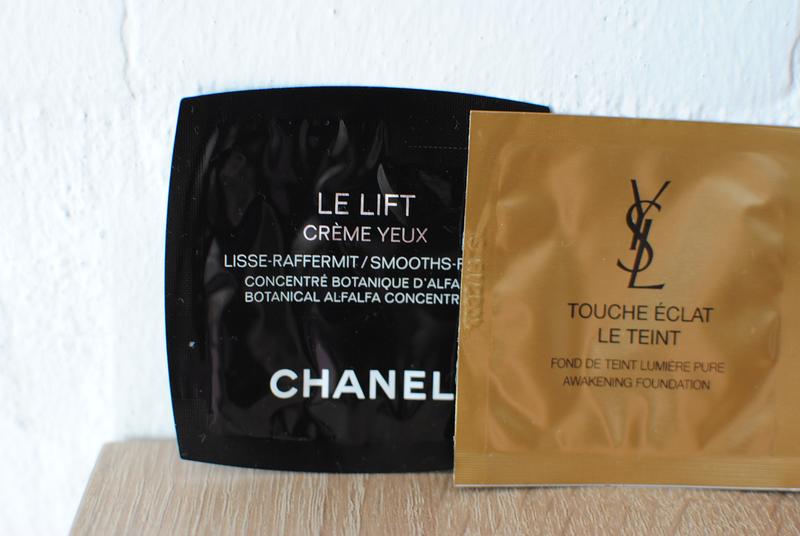 LE LIFT
CRÈME YEUX
LISSE-RAFFERMIT / SMOOTHS-F
CONCENTRÉ BOTANIQUE D'ALFA
BOTANICAL ALFALFA CONCENTR
CHANEL
YSL
TOUCHE ÉCLAT
LE TEINT
FOND DE TEINT LUMIÈRE PURE
AWAKENING FOUNDATION